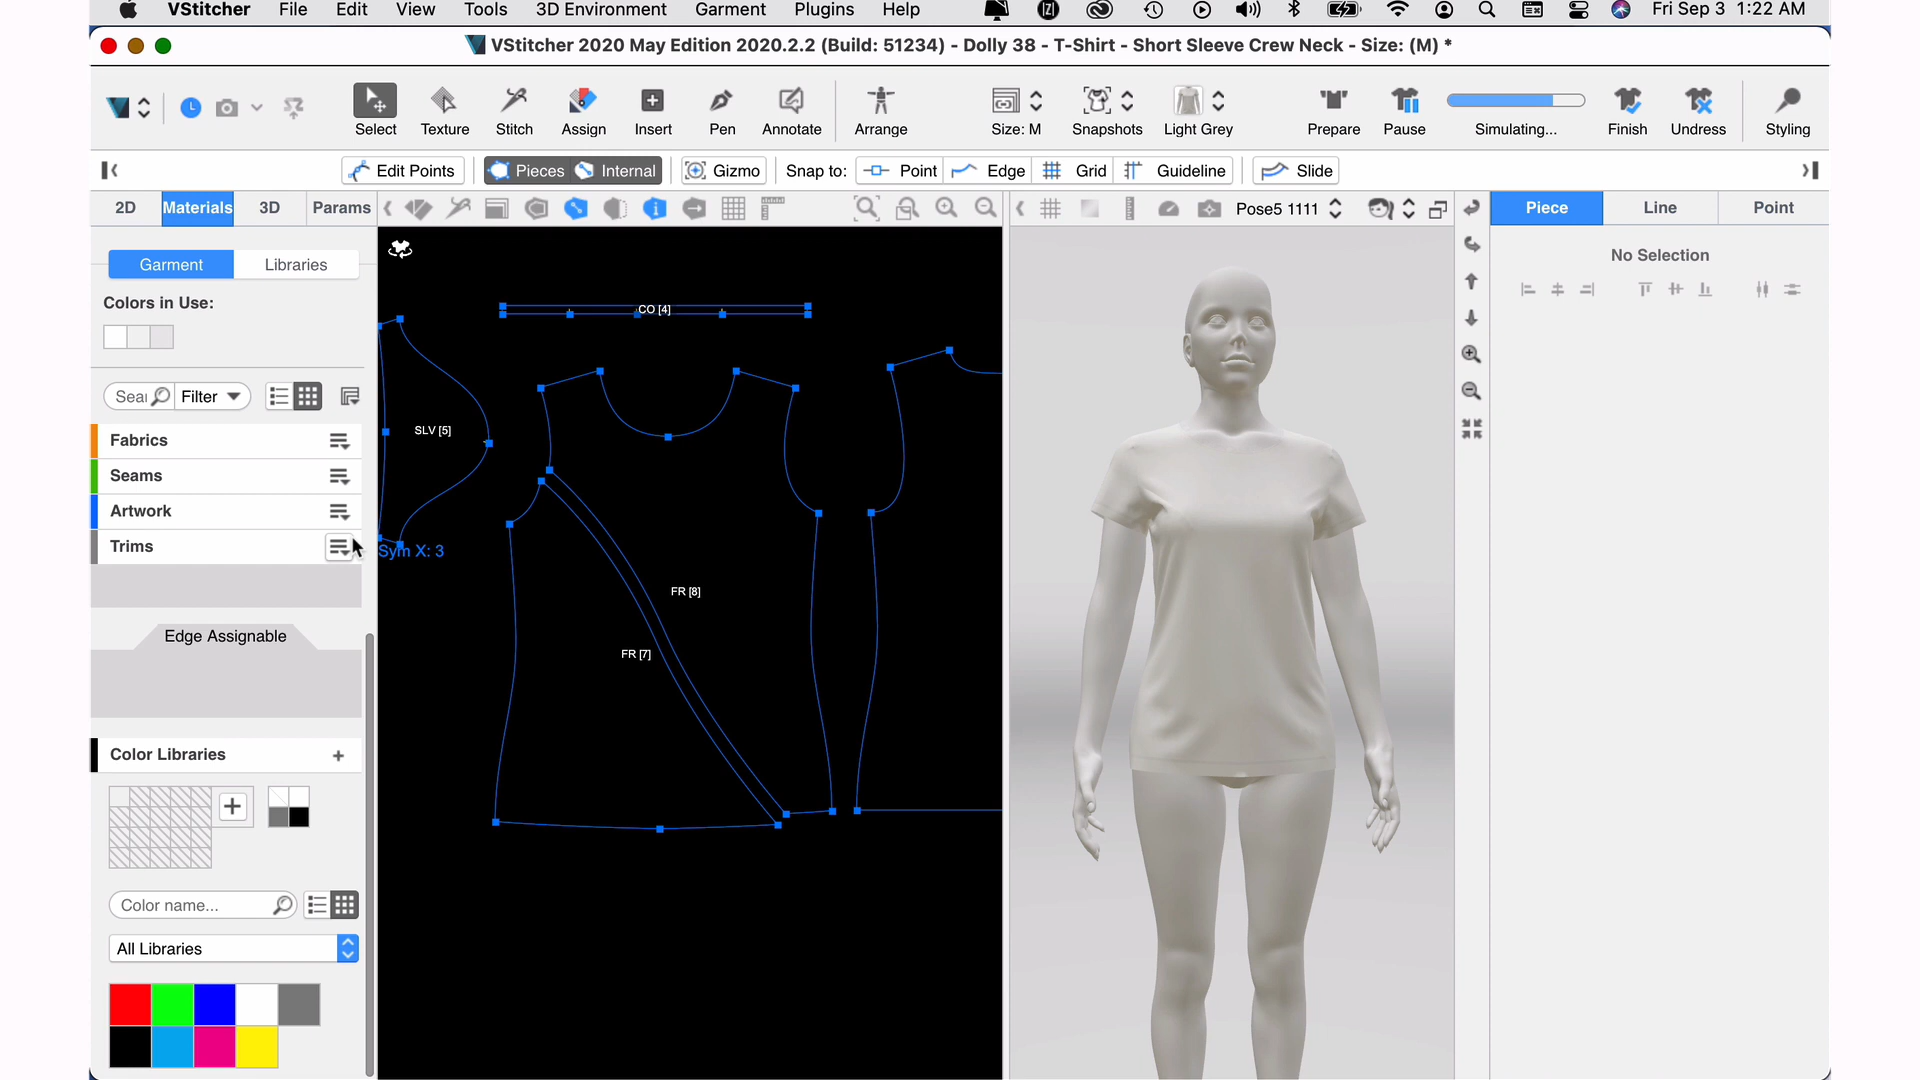 VStitcher File Edit View Tools 3D Environment Garment Plugins Help Fri Sep 3 1:22 AM
VStitcher 2020 May Edition 2020.2.2 (Build: 51234) - Dolly 38 - T-Shirt - Short Sleeve Crew Neck - Size: (M) *
Select Texture Stitch Assign Insert Pen Annotate Arrange Size: M Snapshots Light Grey Prepare Pause Simulating... Finish Undress Styling
Edit Points Pieces Internal Gizmo Snap to: Point Edge Grid Guideline Slide
2D Materials 3D Params Pose5 1111 Piece Line Point
Garment Libraries
No Selection
Colors in Use:
CO [4]
Sear Filter
SLV [5]
Fabrics
Seams
Artwork
Trims
Sym X: 3
FR [8]
FR [7]
Edge Assignable
Color Libraries
Color name...
All Libraries